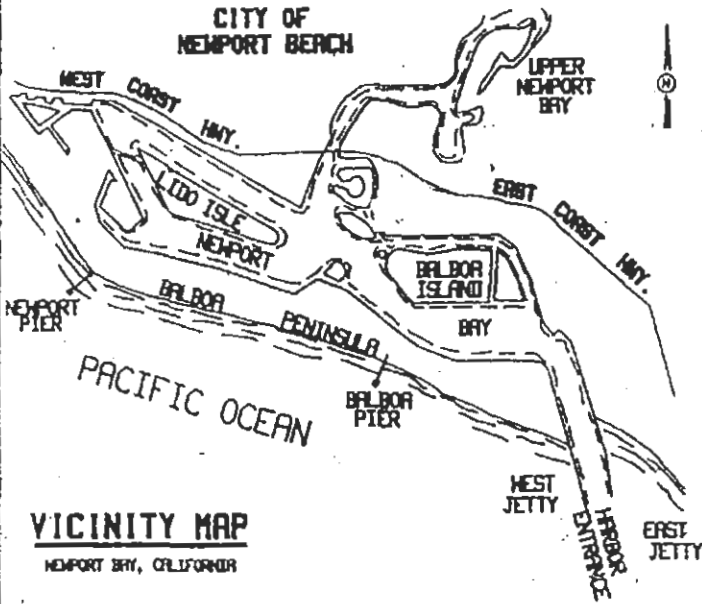 CITY OF
NEWPORT BEACH
UPPER
NEWPORT
BAY
N
WEST COAST HWY.
EAST COAST HWY.
LIDO ISLE
NEWPORT
BALBOA
ISLAND
BAY
NEWPORT
PIER
BALBOA PENINSULA
BALBOA
PIER
PACIFIC OCEAN
WEST
JETTY
HARBOR
ENTRANCE
EAST
JETTY
VICINITY MAP
NEWPORT BAY, CALIFORNIA